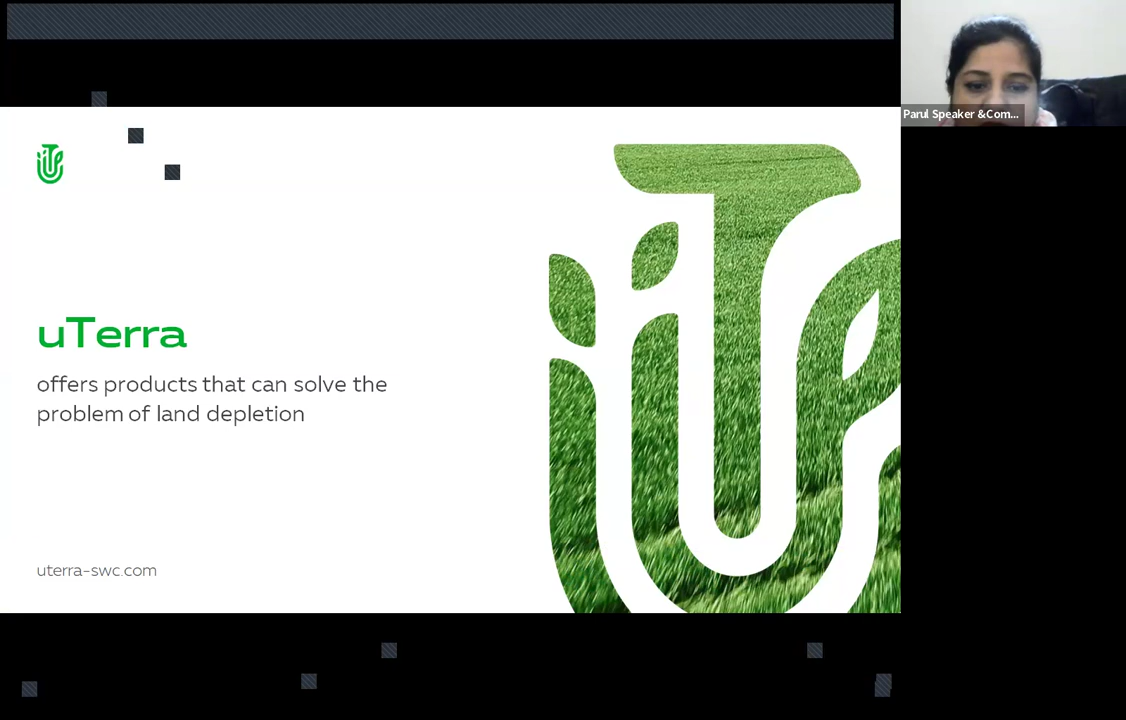 Parul Speaker &Com...
uTerra
offers products that can solve the
problem of land depletion
uterra-swc.com